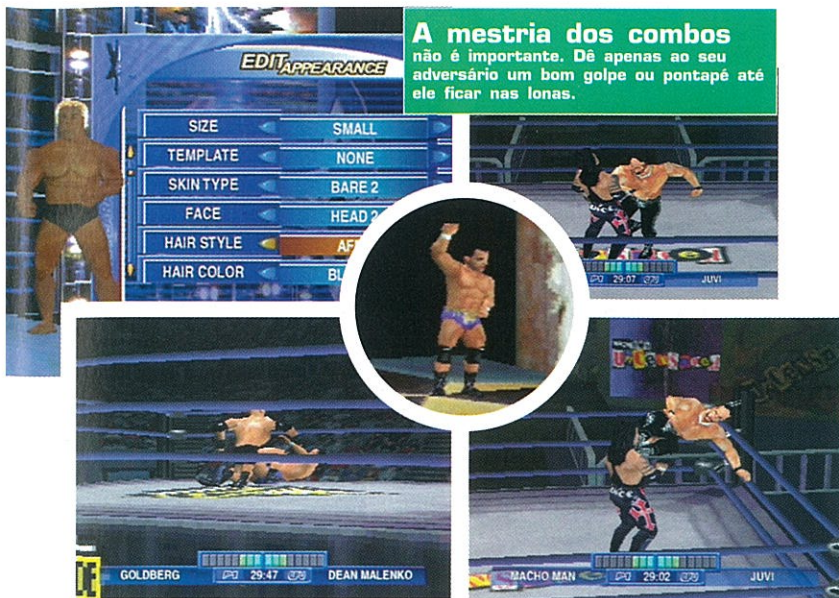 EDIT APPEARANCE
SIZE SMALL
TEMPLATE NONE
SKIN TYPE BARE 2
FACE HEAD 2
HAIR STYLE
HAIR COLOR
A mestria dos combos
não é importante. Dê apenas ao seu
adversário um bom golpe ou pontapé até
ele ficar nas lonas.
29:07 JUVI
GOLDBERG 29:47 DEAN MALENKO
MACHO MAN 29:02 JUVI